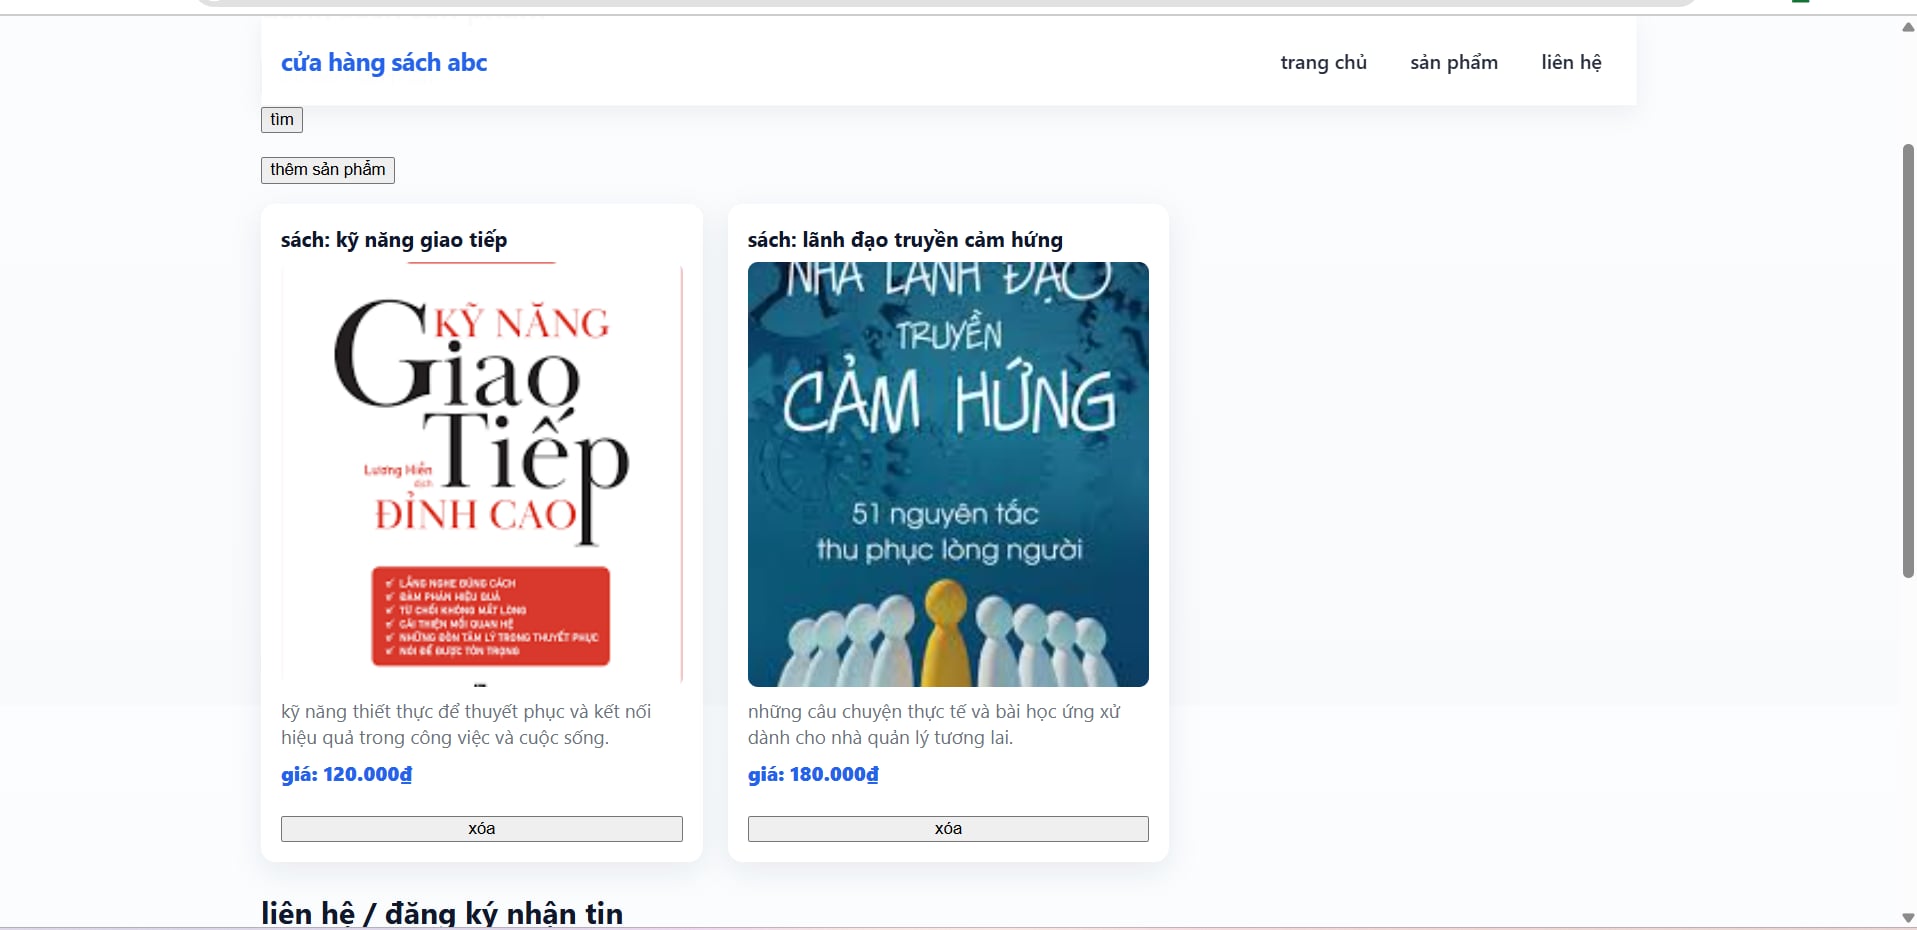 cửa hàng sách abc
trang chủ
sản phẩm
liên hệ
tìm
thêm sản phẩm
sách: kỹ năng giao tiếp
KỸ NĂNG
Giao
Tiếp
Lương Hiền
dịch
ĐỈNH CAO
LẮNG NGHE ĐÚNG CÁCH
ĐÀM PHÁN HIỆU QUẢ
TỪ CHỐI KHÔNG MẤT LÒNG
CẢI THIỆN MỐI QUAN HỆ
NHỮNG ĐÒN TÂM LÝ TRONG THUYẾT PHỤC
NÓI ĐỂ ĐƯỢC TÔN TRỌNG
kỹ năng thiết thực để thuyết phục và kết nối
hiệu quả trong công việc và cuộc sống.
giá: 120.000₫
xóa
sách: lãnh đạo truyền cảm hứng
NHÀ LÃNH ĐẠO
TRUYỀN
CẢM HỨNG
51 nguyên tắc
thu phục lòng người
những câu chuyện thực tế và bài học ứng xử
dành cho nhà quản lý tương lai.
giá: 180.000₫
xóa
liên hệ / đăng ký nhận tin